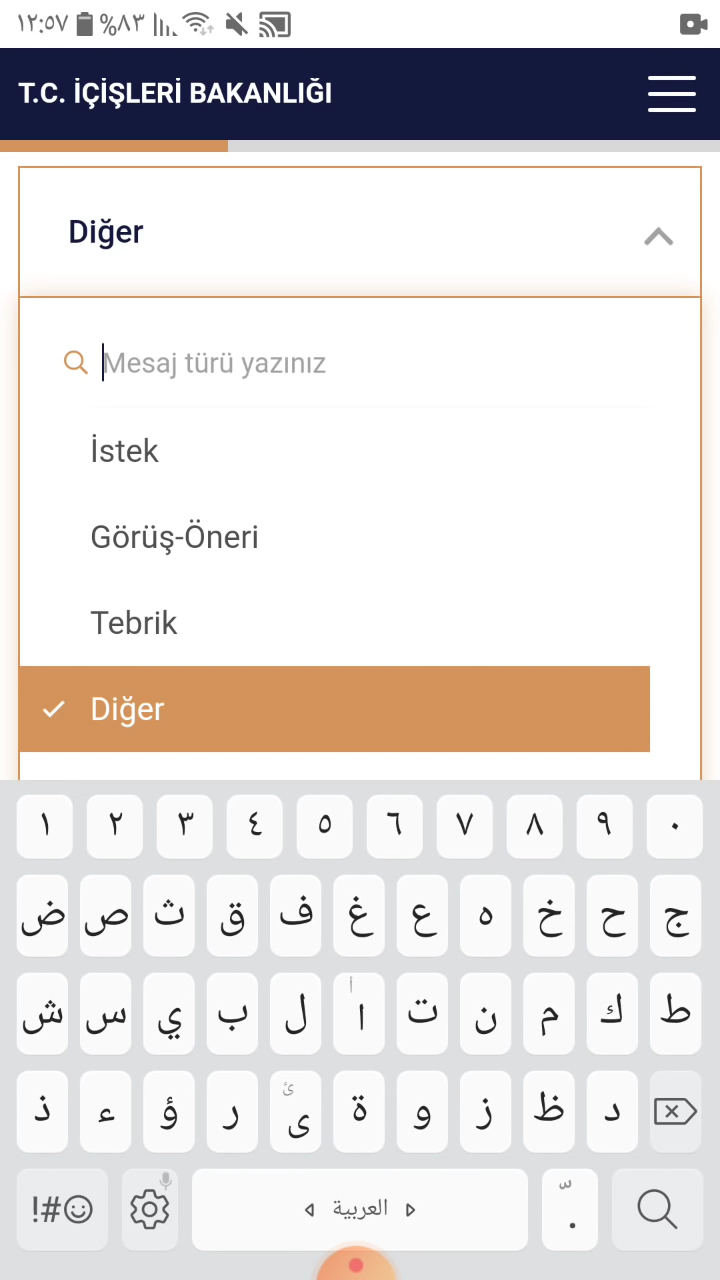 ١٢:٥٧ %٨٣
T.C. İÇİŞLERİ BAKANLIĞI
Diğer
Mesaj türü yazınız
İstek
Görüş-Öneri
Tebrik
Diğer
١ ٢ ٣ ٤ ٥ ٦ ٧ ٨ ٩ ٠
ض ص ث ق ف غ ع ه خ ح ج
ش س ي ب ل ا ت ن م ك ط
ذ ء ؤ ر ى ئ ة و ز ظ د
!#☺ العربية .